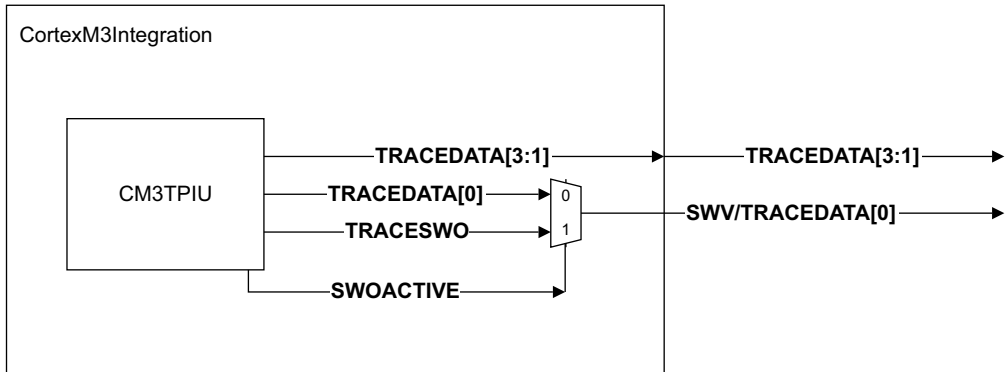 CortexM3Integration
TRACEDATA[3:1]
TRACEDATA[3:1]
CM3TPIU
TRACEDATA[0]
0
SWV/TRACEDATA[0]
TRACESWO
1
SWOACTIVE